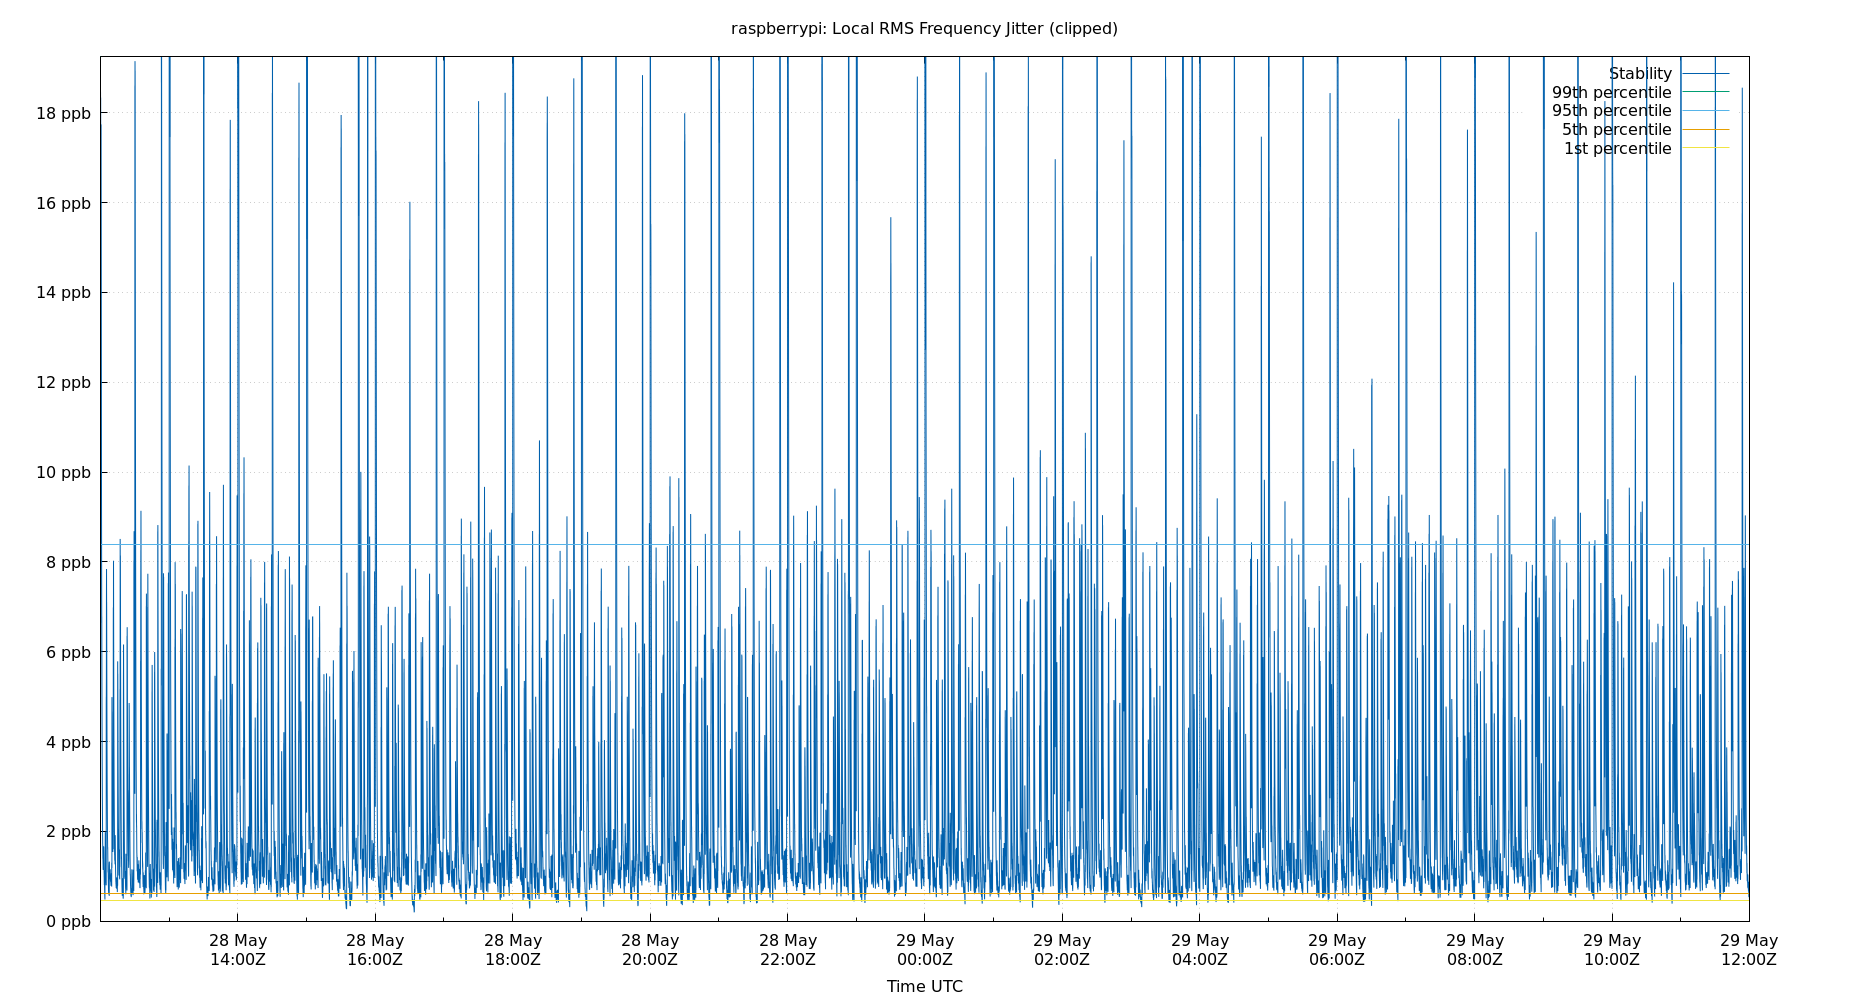 raspberrypi: Local RMS Frequency Jitter (clipped)
Stability
99th percentile
95th percentile
5th percentile
1st percentile
18 ppb
16 ppb
14 ppb
12 ppb
10 ppb
8 ppb
6 ppb
4 ppb
2 ppb
0 ppb
28 May 28 May 28 May 28 May 28 May 29 May 29 May 29 May 29 May 29 May 29 May 29 May
14:00Z 16:00Z 18:00Z 20:00Z 22:00Z 00:00Z 02:00Z 04:00Z 06:00Z 08:00Z 10:00Z 12:00Z
Time UTC